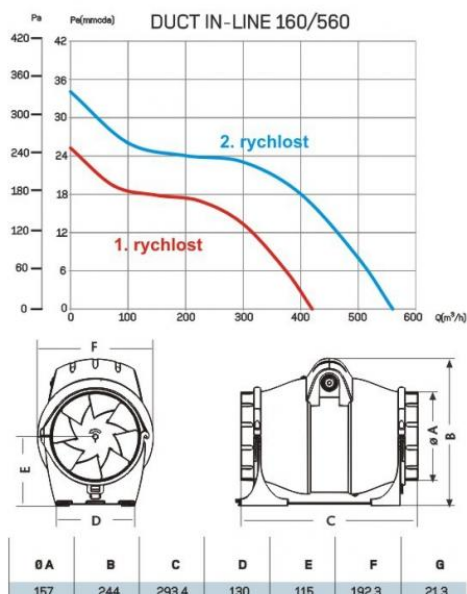 Pa Pa(mmcda) DUCT IN-LINE 160/560
420 42
360 36
300 30
240 24
180 18
120 12
60 6
0 0
2. rychlost
1. rychlost
0 100 200 300 400 500 600 Q(m³/h)
F
E
D
ø A
B
C
Ø A B C D E F G
157 244 293,4 130 115 192,3 21,3